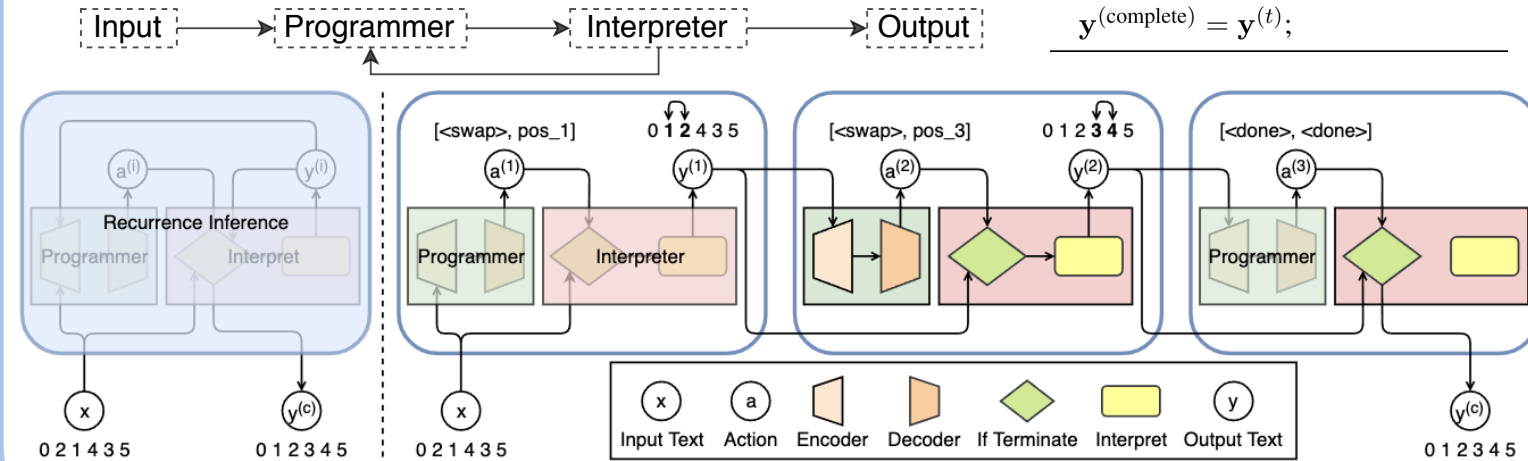 Input Programmer Interpreter Output
y(complete) = y(t);
[<swap>, pos_1] 0 1 2 4 3 5 [<swap>, pos_3] 0 1 2 3 4 5 [<done>, <done>]
a(i) y(i) a(1) y(1) a(2) y(2) a(3)
Recurrence Inference
Programmer Interpret Programmer Interpreter Programmer
x y(c) x x a y y(c)
Input Text Action Encoder Decoder If Terminate Interpret Output Text
0 2 1 4 3 5 0 1 2 3 4 5 0 2 1 4 3 5 0 1 2 3 4 5